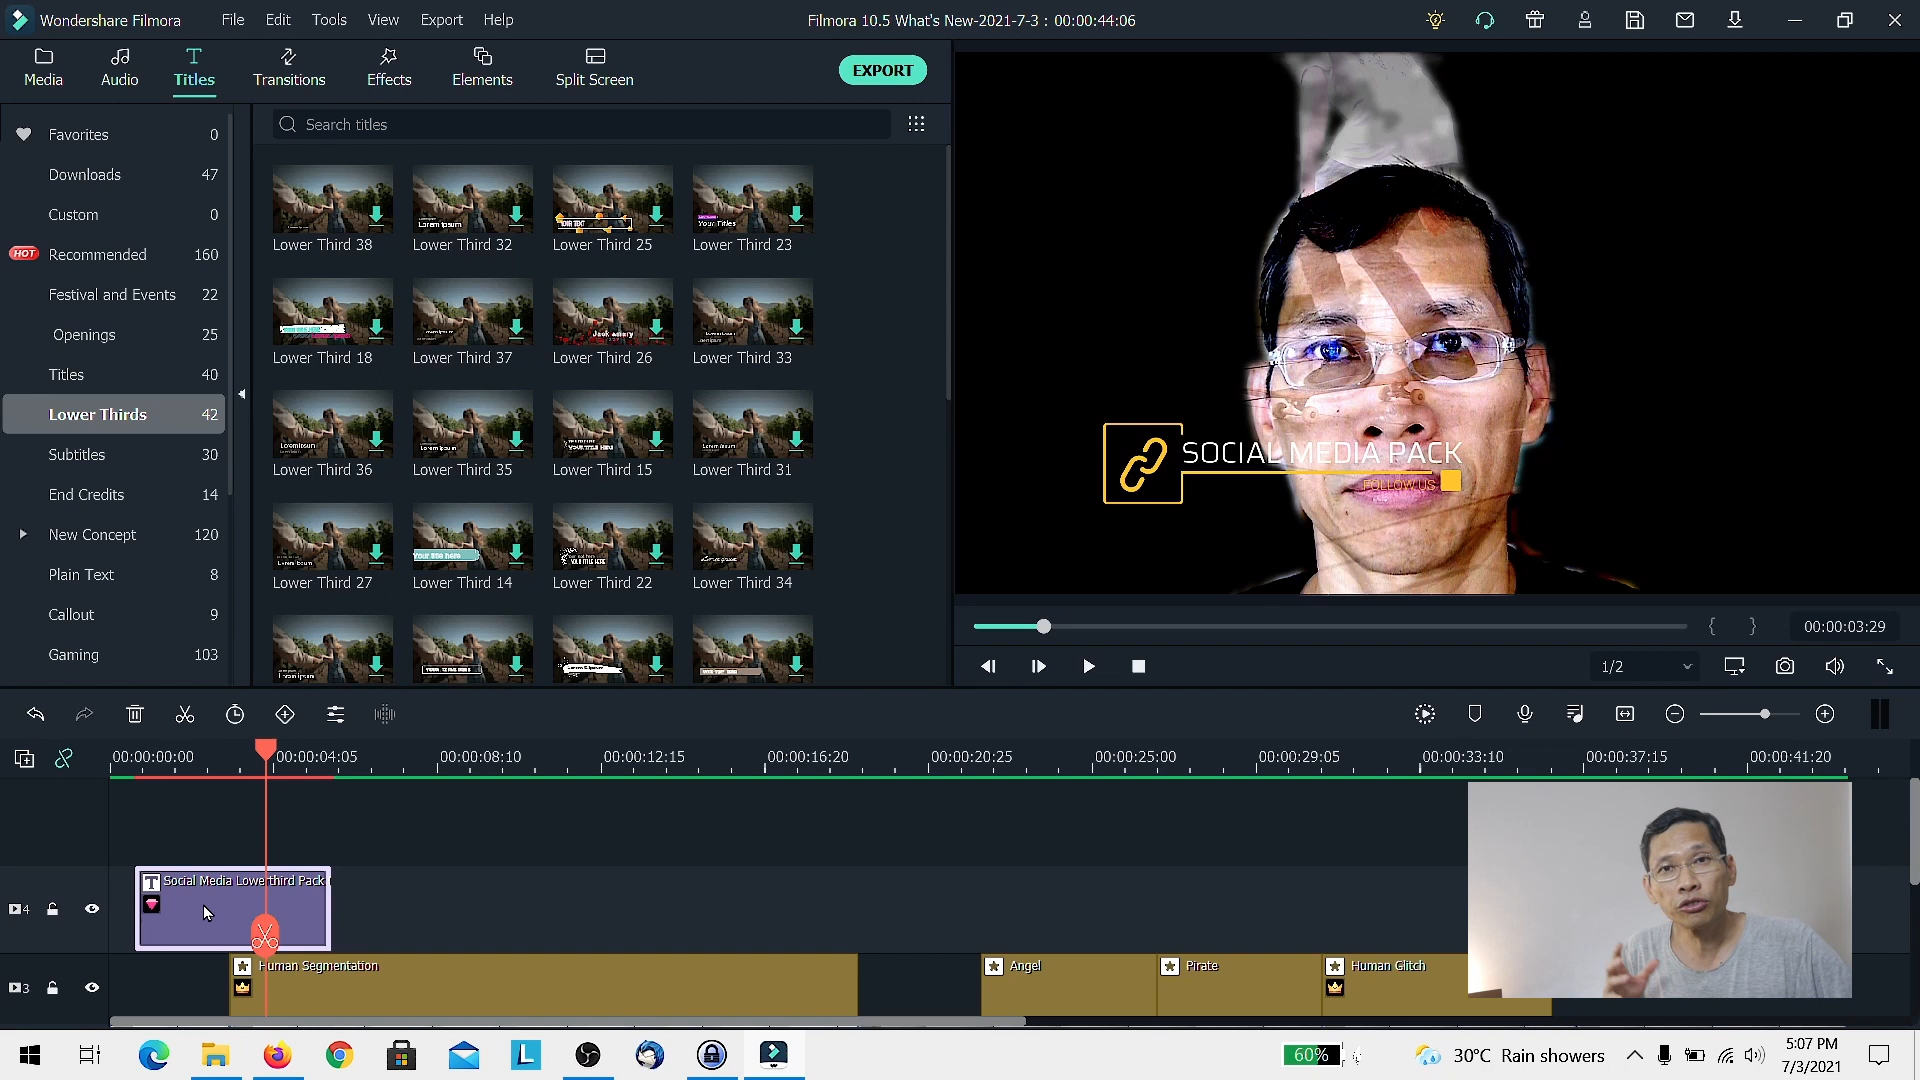 Wondershare Filmora
File Edit Tools View Export Help
Filmora 10.5 What's New-2021-7-3 : 00:00:44:06
Media Audio Titles Transitions Effects Elements Split Screen
EXPORT
Favorites 0
Downloads 47
Custom 0
HOT Recommended 160
Festival and Events 22
Openings 25
Titles 40
Lower Thirds 42
Subtitles 30
End Credits 14
New Concept 120
Plain Text 8
Callout 9
Gaming 103
Search titles
Lower Third 38 Lower Third 32 Lower Third 25 Lower Third 23
Lower Third 18 Lower Third 37 Lower Third 26 Lower Third 33
Lower Third 36 Lower Third 35 Lower Third 15 Lower Third 31
Lower Third 27 Lower Third 14 Lower Third 22 Lower Third 34
SOCIAL MEDIA PACK
FOLLOW US
00:00:03:29
1/2
00:00:00:00 00:00:04:05 00:00:08:10 00:00:12:15 00:00:16:20 00:00:20:25 00:00:25:00 00:00:29:05 00:00:33:10 00:00:37:15 00:00:41:20
4
Social Media Lowerthird Pack
3
Human Segmentation
Angel
Pirate
Human Glitch
60%
30°C Rain showers
5:07 PM
7/3/2021